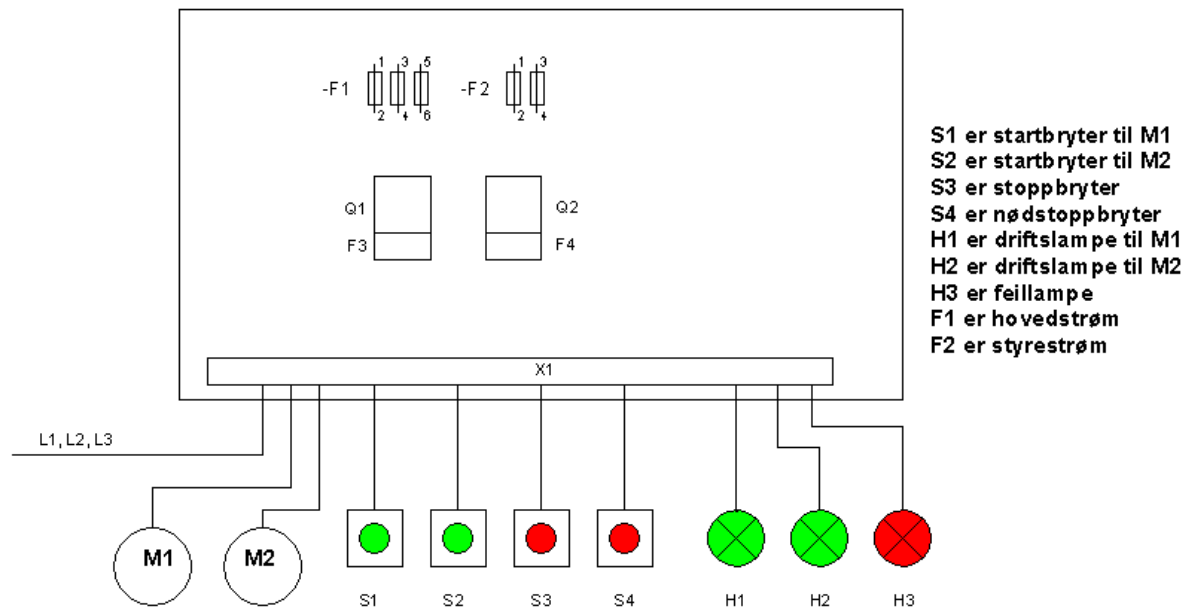 1 3 5
-F1
2 4 6
1 3
-F2
2 4
Q1
F3
Q2
F4
X1
L1, L2, L3
M1
M2
S1
S2
S3
S4
H1
H2
H3
S1 er startbryter til M1
S2 er startbryter til M2
S3 er stoppbryter
S4 er nødstoppbryter
H1 er driftslampe til M1
H2 er driftslampe til M2
H3 er feillampe
F1 er hovedstrøm
F2 er styrestrøm